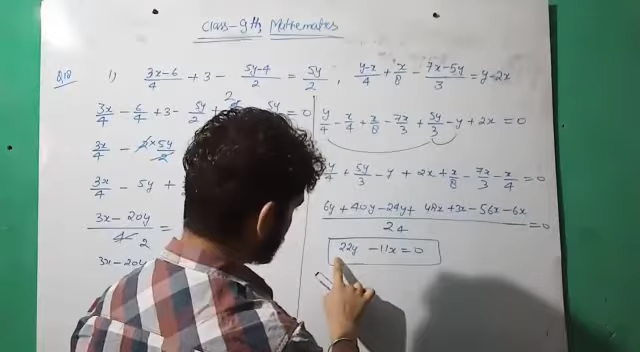 Class-9th Mathematics
Q12 1) (3x-6)/4 + 3 - (5y-4)/2 = 5y/2 , (y-x)/4 + x/8 - (7x-5y)/3 = y-2x
3x/4 - 6/4 + 3 - 5y/2 + 5y = 0
3x/4 - 2×5y/2
3x/4 - 5y +
3x - 20y
4 2
3x - 20y
y/4 - x/4 + x/8 - 7x/3 + 5y/3 - y + 2x = 0
y/4 + 5y/3 - y + 2x + x/8 - 7x/3 - x/4 = 0
6y + 40y - 24y + 48x + 3x - 56x - 6x = 0
24
22y - 11x = 0